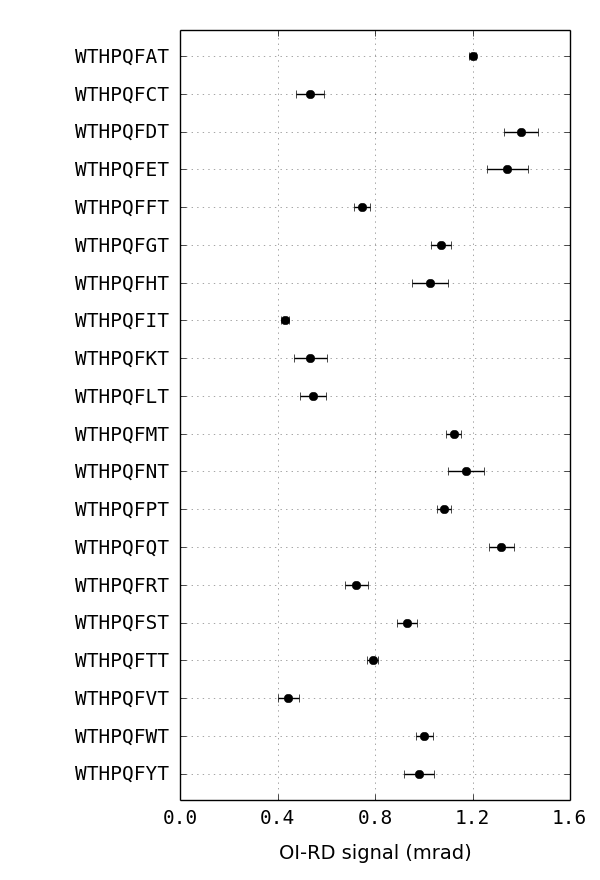 WTHPQFAT
WTHPQFCT
WTHPQFDT
WTHPQFET
WTHPQFFT
WTHPQFGT
WTHPQFHT
WTHPQFIT
WTHPQFKT
WTHPQFLT
WTHPQFMT
WTHPQFNT
WTHPQFPT
WTHPQFQT
WTHPQFRT
WTHPQFST
WTHPQFTT
WTHPQFVT
WTHPQFWT
WTHPQFYT
0.0 0.4 0.8 1.2 1.6
OI-RD signal (mrad)